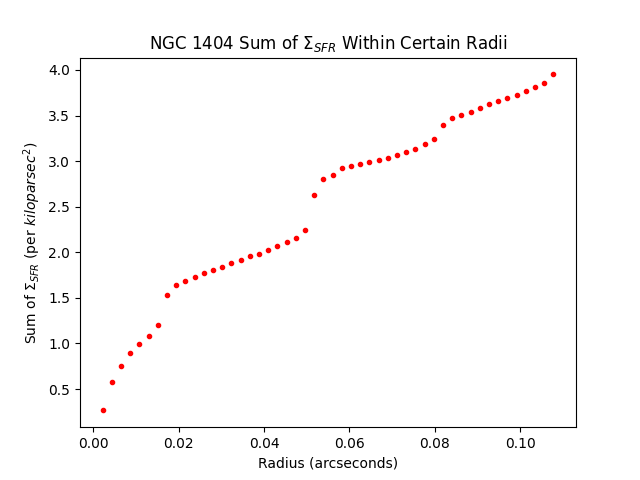 NGC 1404 Sum of Σ_SFR Within Certain Radii
4.0
3.5
3.0
2.5
2.0
1.5
1.0
0.5
Sum of Σ_SFR (per kiloparsec²)
0.00 0.02 0.04 0.06 0.08 0.10
Radius (arcseconds)